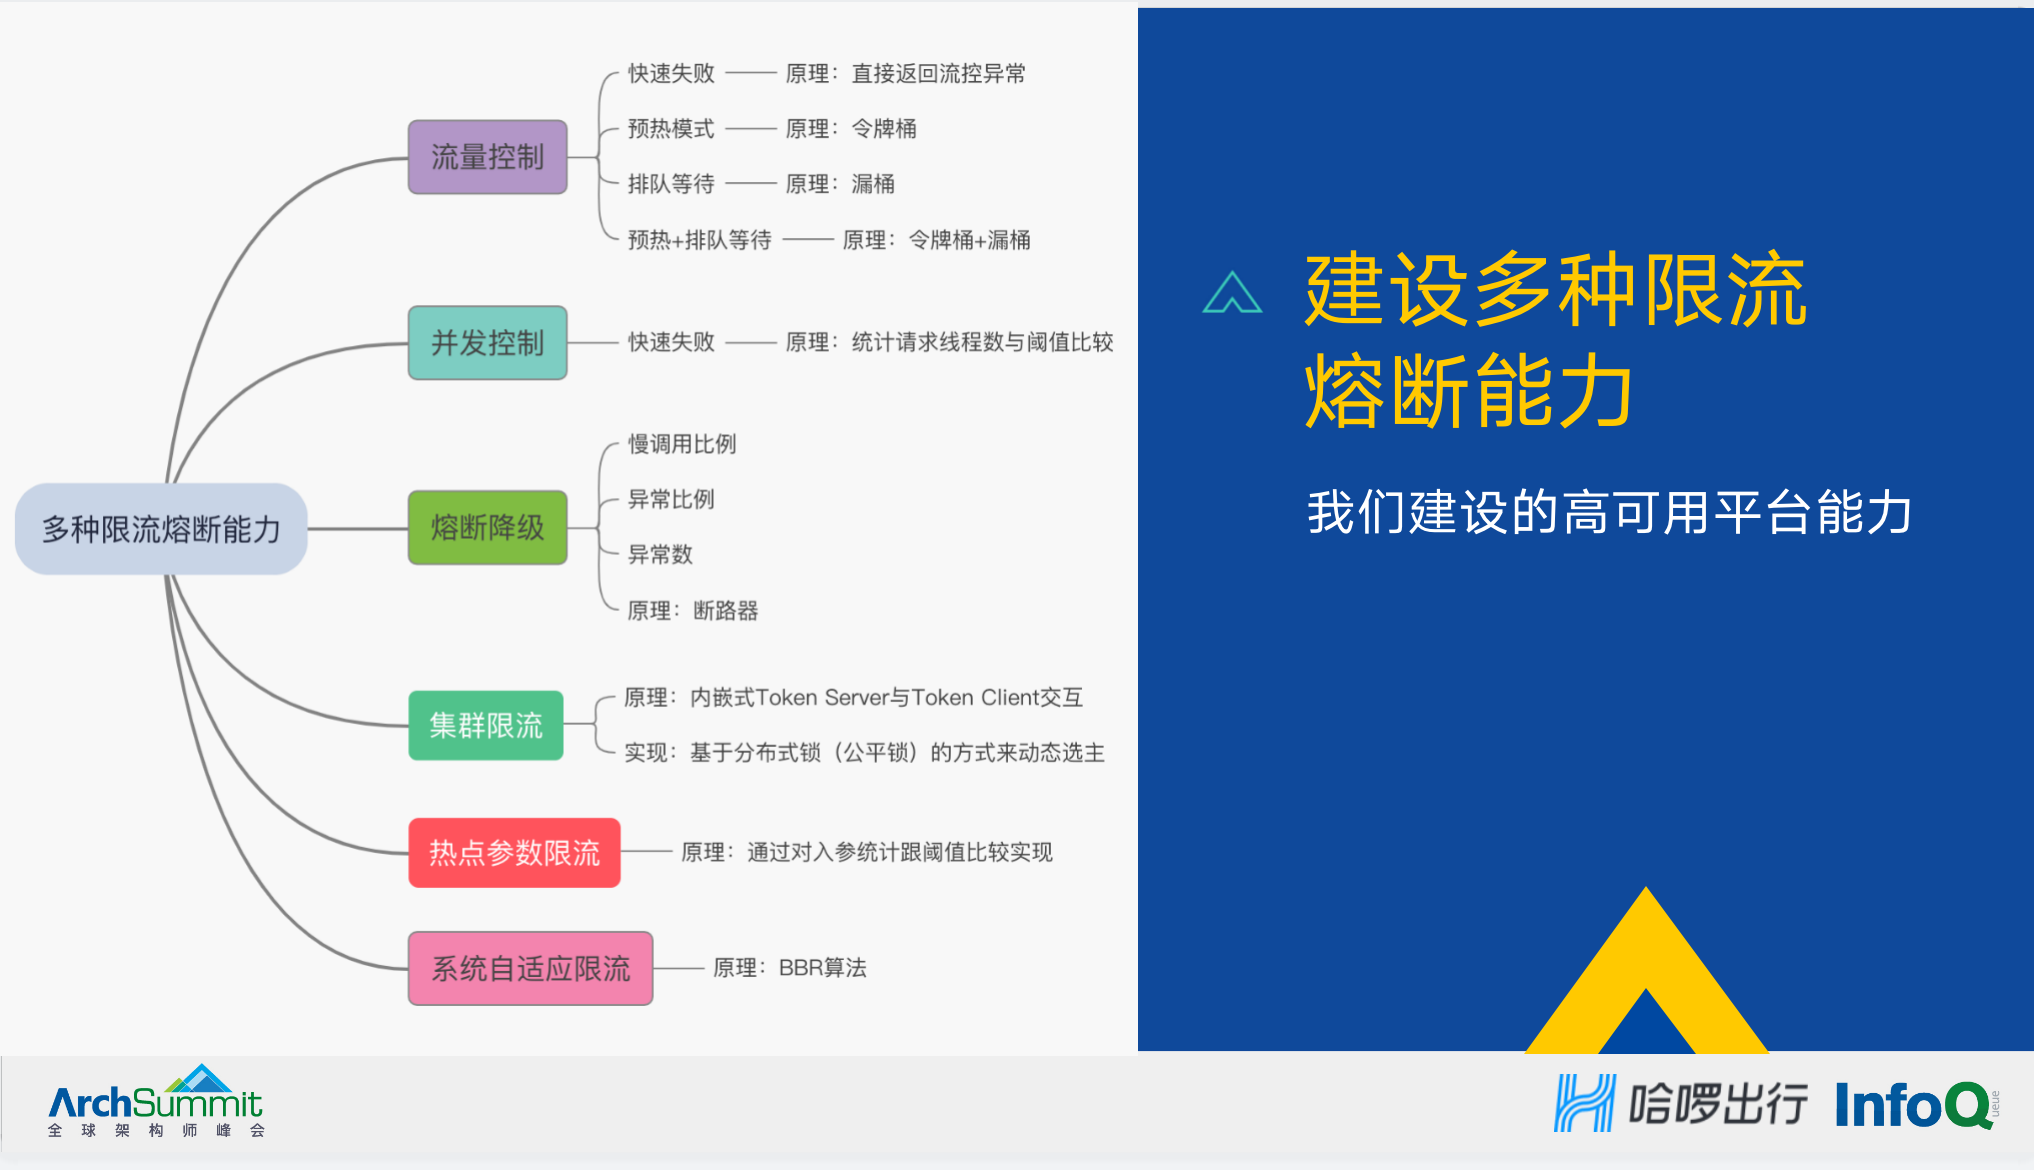 多种限流熔断能力
流量控制
快速失败
原理：直接返回流控异常
预热模式
原理：令牌桶
排队等待
原理：漏桶
预热+排队等待
原理：令牌桶+漏桶
并发控制
快速失败
原理：统计请求线程数与阈值比较
熔断降级
慢调用比例
异常比例
异常数
原理：断路器
集群限流
原理：内嵌式Token Server与Token Client交互
实现：基于分布式锁（公平锁）的方式来动态选主
热点参数限流
原理：通过对入参统计跟阈值比较实现
系统自适应限流
原理：BBR算法
建设多种限流
熔断能力
我们建设的高可用平台能力
ArchSummit
全球架构师峰会
哈啰出行
InfoQ
ueue